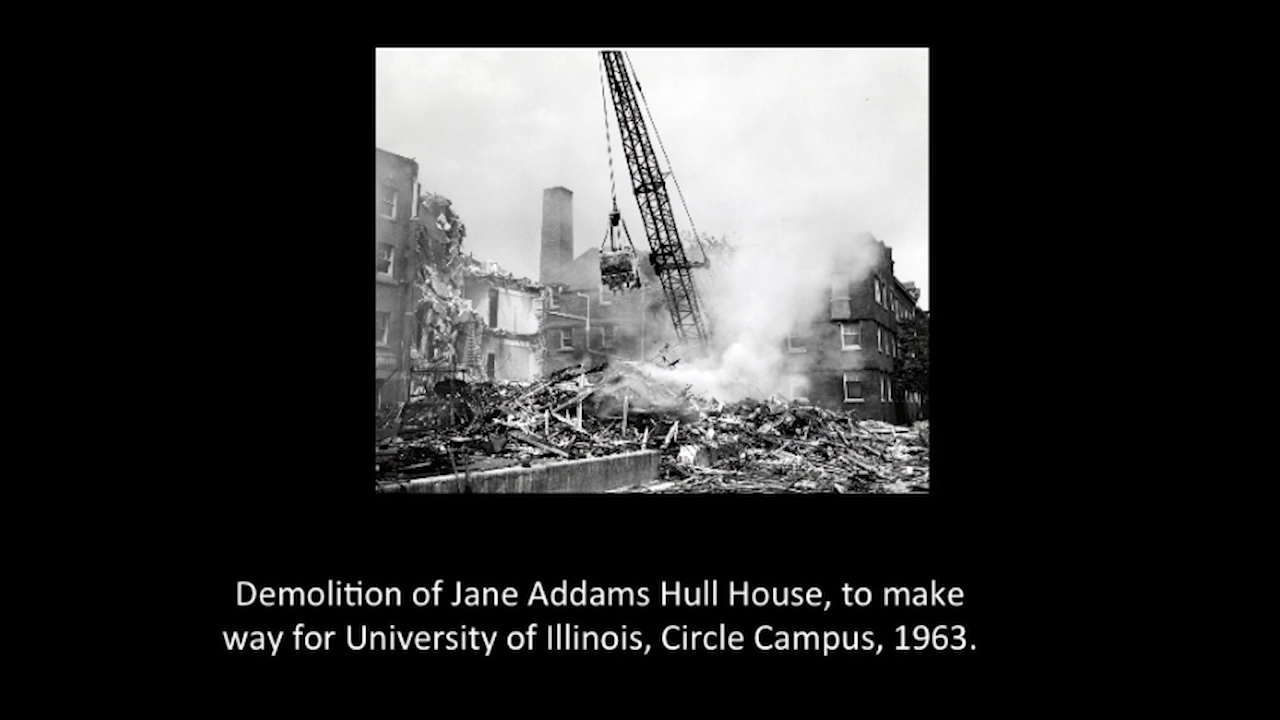 Demolition of Jane Addams Hull House, to make
way for University of Illinois, Circle Campus, 1963.